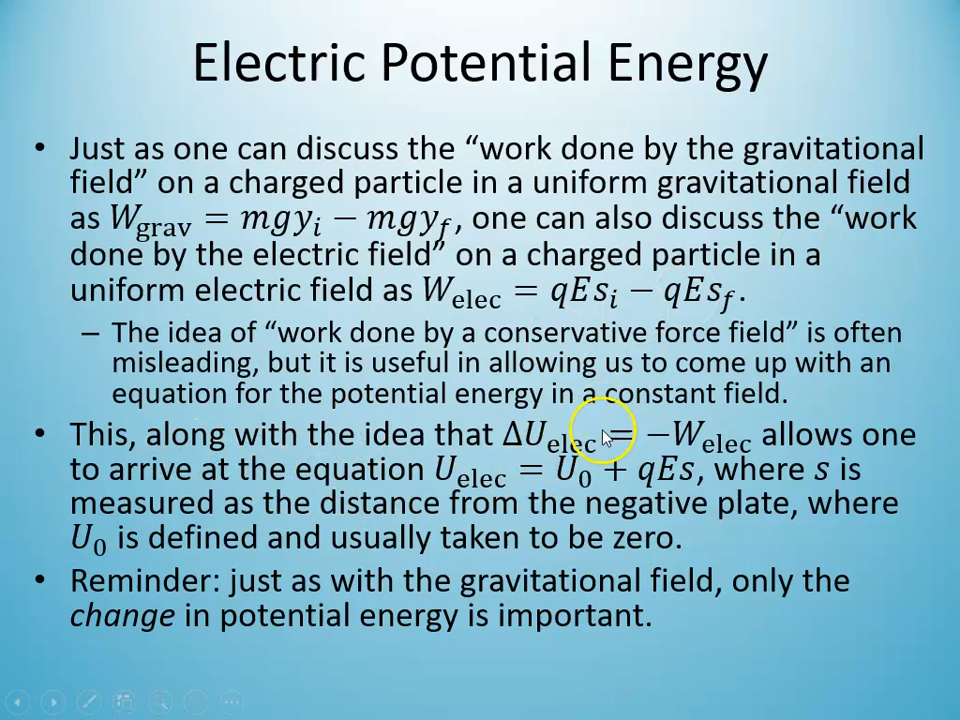 Electric Potential Energy
• Just as one can discuss the “work done by the gravitational
field” on a charged particle in a uniform gravitational field
as W_grav = mgy_i − mgy_f, one can also discuss the “work
done by the electric field” on a charged particle in a
uniform electric field as W_elec = qEs_i − qEs_f.
– The idea of “work done by a conservative force field” is often
misleading, but it is useful in allowing us to come up with an
equation for the potential energy in a constant field.
• This, along with the idea that ΔU_elec = −W_elec allows one
to arrive at the equation U_elec = U_0 + qEs, where s is
measured as the distance from the negative plate, where
U_0 is defined and usually taken to be zero.
• Reminder: just as with the gravitational field, only the
change in potential energy is important.